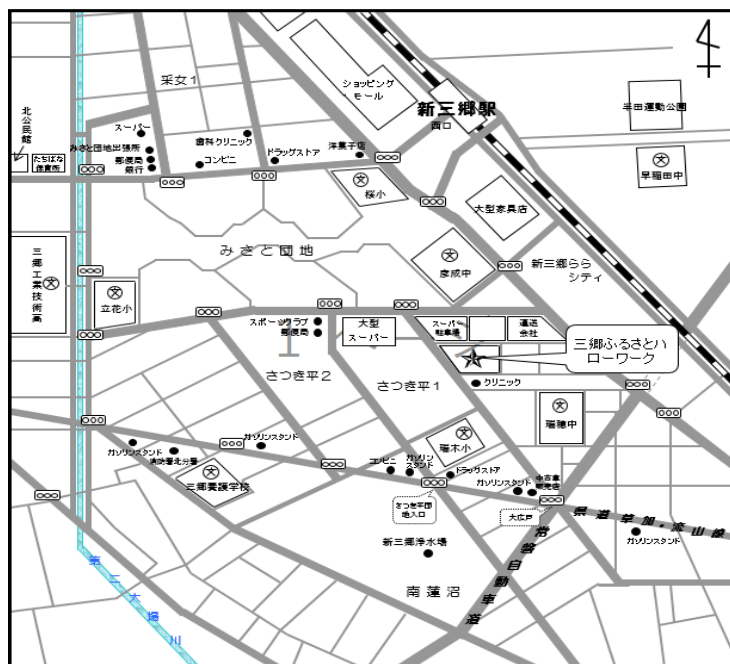 ショッピング
モール
新三郷駅
西口
半田運動公園
采女1
北公民館
スーパー
みさと団地出張所
郵便局
銀行
歯科クリニック
コンビニ
ドラッグストア
洋菓子店
たちばな
保育所
文
早稲田中
文
桜小
大型家具店
みさと団地
文
彦成中
新三郷らら
シティ
三郷工業技術高
文
文
立花小
スポーツクラブ
郵便局
1
大型
スーパー
スーパー
駐車場
運送
会社
三郷ふるさとハ
ローワーク
さつき平2
さつき平1
クリニック
文
瑞穂中
ガソリンスタンド
消防署北分署
ガソリンスタンド
文
瑞木小
コンビニ
ガソリン
スタンド
ドラッグストア
ガソリンスタンド
中古車
販売店
文
三郷養護学校
さつき平団
地入口
大広戸
県道草加,流山線
ガソリンスタンド
新三郷浄水場
常磐自動車道
南蓮沼
第二大場川